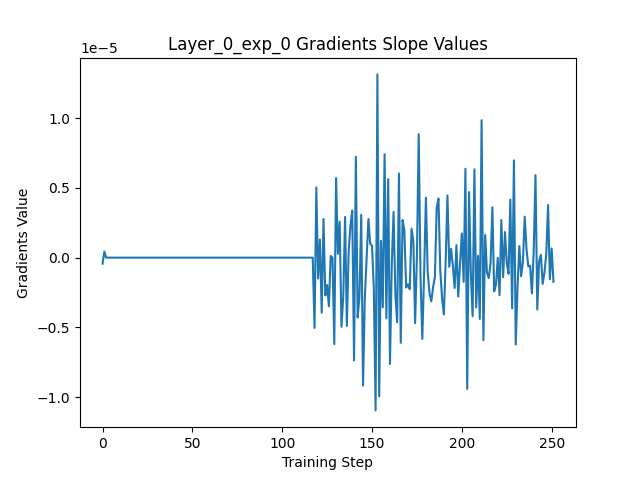 Layer_0_exp_0 Gradients Slope Values
1e−5
1.0
0.5
0.0
−0.5
−1.0
Gradients Value
0 50 100 150 200 250
Training Step